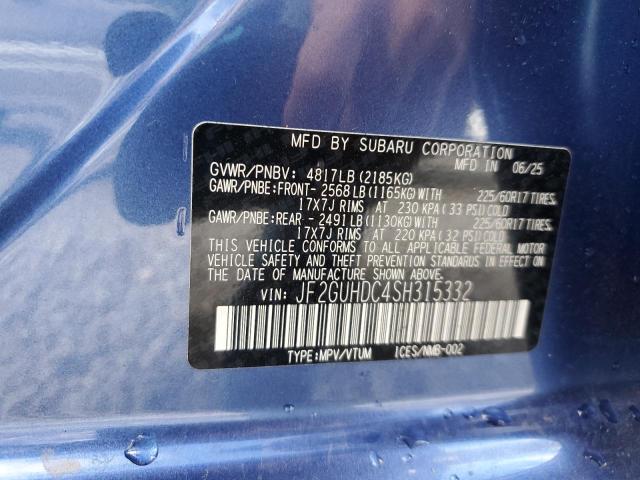 MFD BY SUBARU CORPORATION
MFD IN 06/25
GVWR/PNBV: 4817LB (2185KG)
GAWR/PNBE:FRONT- 2568LB (1165KG) WITH 225/60R17 TIRES,
17X7J RIMS AT 230 KPA (33 PSI) COLD
GAWR/PNBE:REAR - 2491LB (1130KG) WITH 225/60R17 TIRES,
17X7J RIMS AT 220 KPA (32 PSI) COLD
THIS VEHICLE CONFORMS TO ALL APPLICABLE FEDERAL MOTOR
VEHICLE SAFETY AND THEFT PREVENTION STANDARDS IN EFFECT ON
THE DATE OF MANUFACTURE SHOWN ABOVE.
VIN: JF2GUHDC4SH315332
TYPE:MPV/VTUM ICES/NMB-002